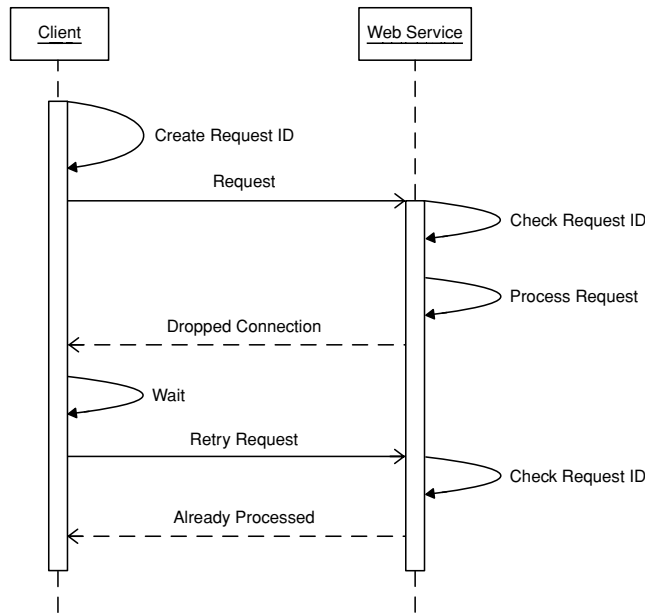 Client
Web Service
Create Request ID
Request
Check Request ID
Process Request
Dropped Connection
Wait
Retry Request
Check Request ID
Already Processed